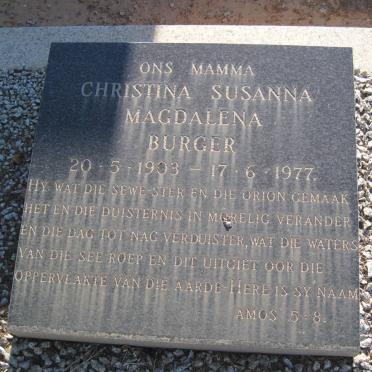 ONS MAMMA
CHRISTINA SUSANNA
MAGDALENA
BURGER
20-5-1903 - 17-6-1977.
HY WAT DIE SEWE-STER EN DIE ORION GEMAAK
HET EN DIE DUISTERNIS IN MÔRELIG VERANDER
EN DIE DAG TOT NAG VERDUISTER, WAT DIE WATERS
VAN DIE SEE ROEP EN DIT UITGIET OOR DIE
OPPERVLAKTE VAN DIE AARDE-HERE IS SY NAAM
AMOS 5-8.